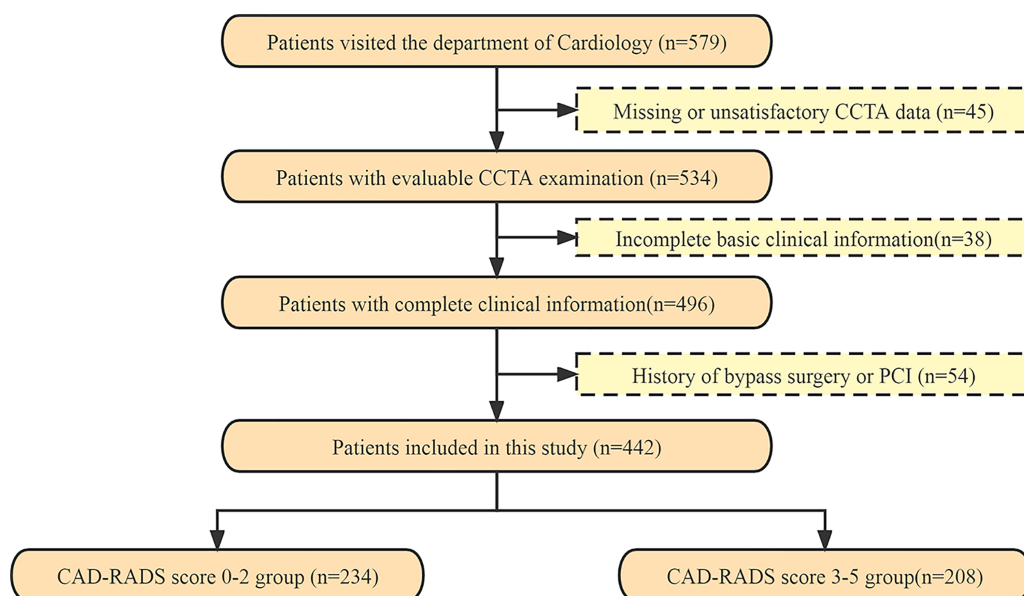 Patients visited the department of Cardiology (n=579)
Missing or unsatisfactory CCTA data (n=45)
Patients with evaluable CCTA examination (n=534)
Incomplete basic clinical information(n=38)
Patients with complete clinical information(n=496)
History of bypass surgery or PCI (n=54)
Patients included in this study (n=442)
CAD-RADS score 0-2 group (n=234)
CAD-RADS score 3-5 group(n=208)